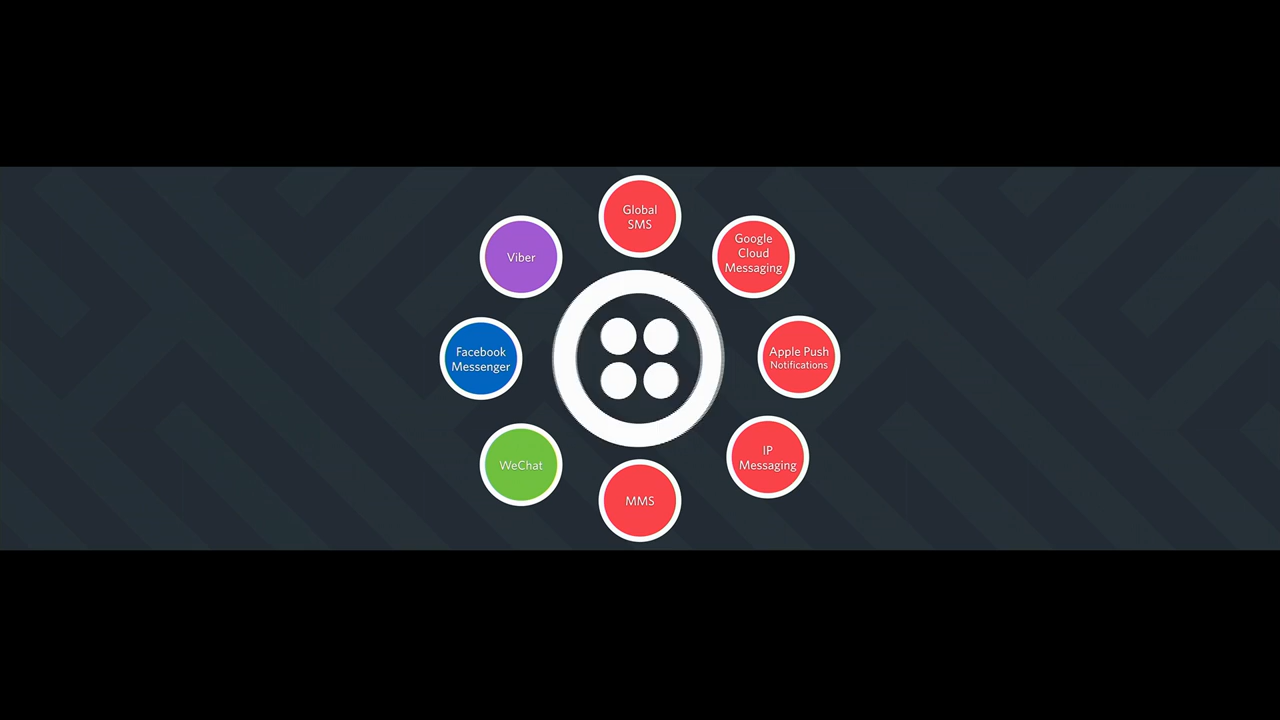 Global
SMS
Google
Cloud
Messaging
Viber
Facebook
Messenger
Apple Push
Notifications
WeChat
IP
Messaging
MMS